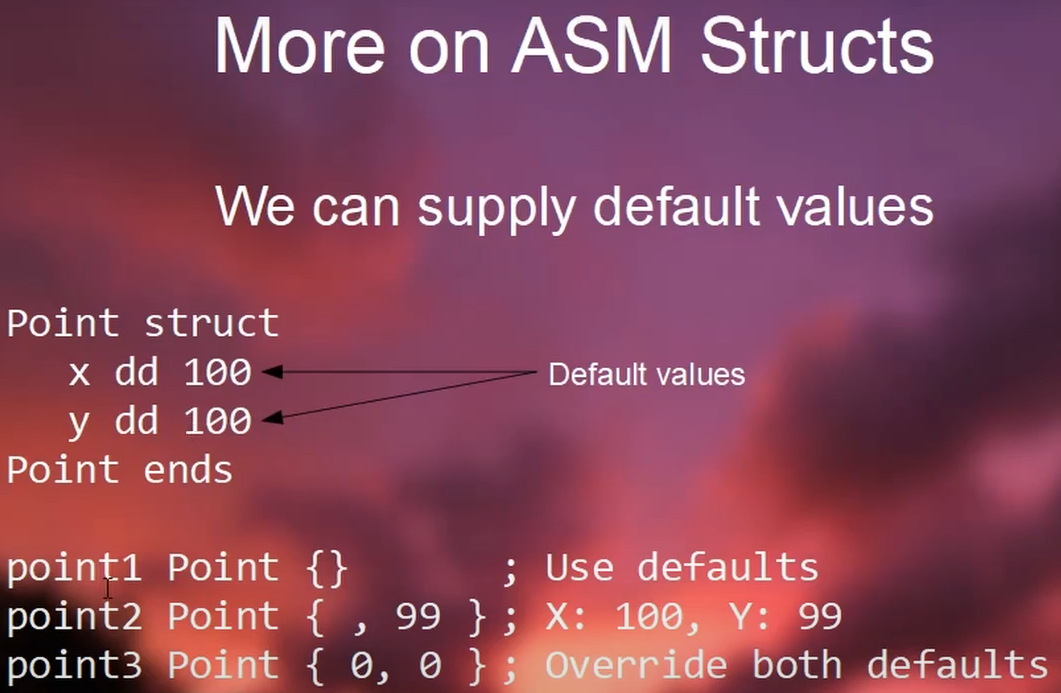 More on ASM Structs
We can supply default values
Point struct
x dd 100
Default values
y dd 100
Point ends
point1 Point {} ; Use defaults
point2 Point { , 99 } ; X: 100, Y: 99
point3 Point { 0, 0 } ; Override both defaults